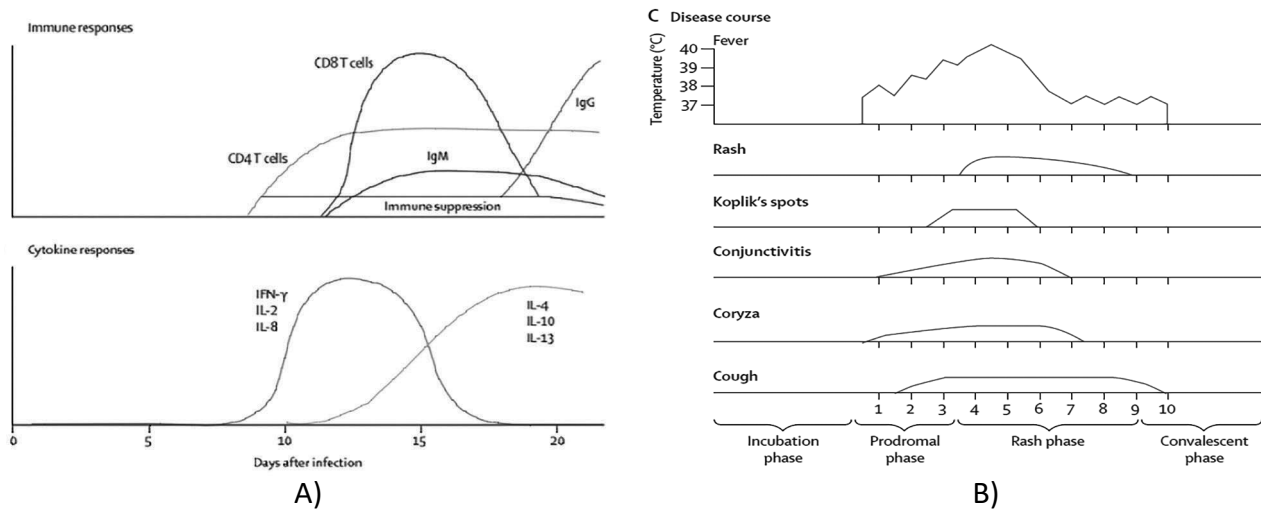 Immune responses
CD8 T cells
IgG
CD4 T cells
IgM
Immune suppression
Cytokine responses
IFN-γ
IL-2
IL-8
IL-4
IL-10
IL-13
0 5 10 15 20
Days after infection
A)
C Disease course
Temperature (°C)
Fever
40
39
38
37
Rash
Koplik's spots
Conjunctivitis
Coryza
Cough
1 2 3 4 5 6 7 8 9 10
Incubation
phase
Prodromal
phase
Rash phase
Convalescent
phase
B)